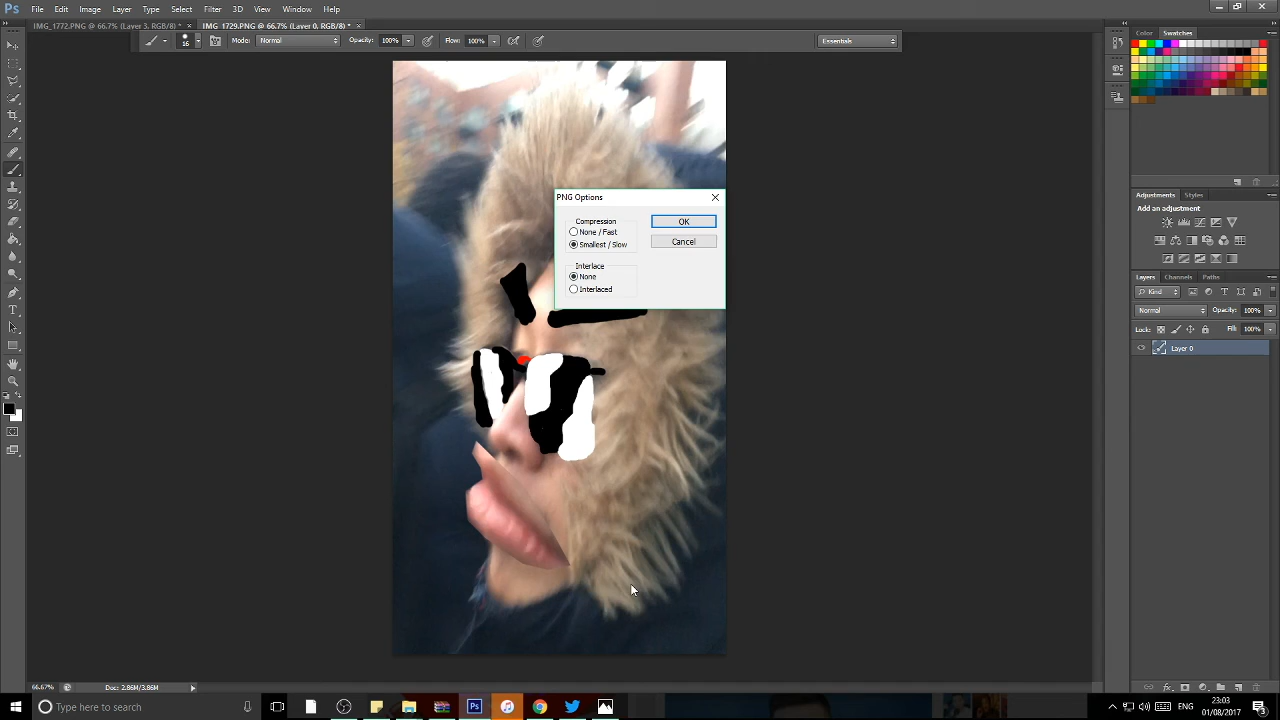 Ps File Edit Image Layer Type Select Filter 3D View Window Help
IMG_1772.PNG @ 66.7% (Layer 3, RGB/8) * × IMG_1729.PNG @ 66.7% (Layer 0, RGB/8) * ×
16 Mode: Normal Opacity: 100% Flow: 100% Essentials
Color Swatches
PNG Options
Compression
None / Fast
Smallest / Slow
OK
Cancel
Interlace
None
Interlaced
Adjustments Styles
Add an adjustment
Layers Channels Paths
Kind
Normal Opacity: 100%
Lock: Fill: 100%
Layer 0
66.67% Doc: 2.86M/3.86M
Type here to search
Ps
ENG
23:03
01/08/2017
2